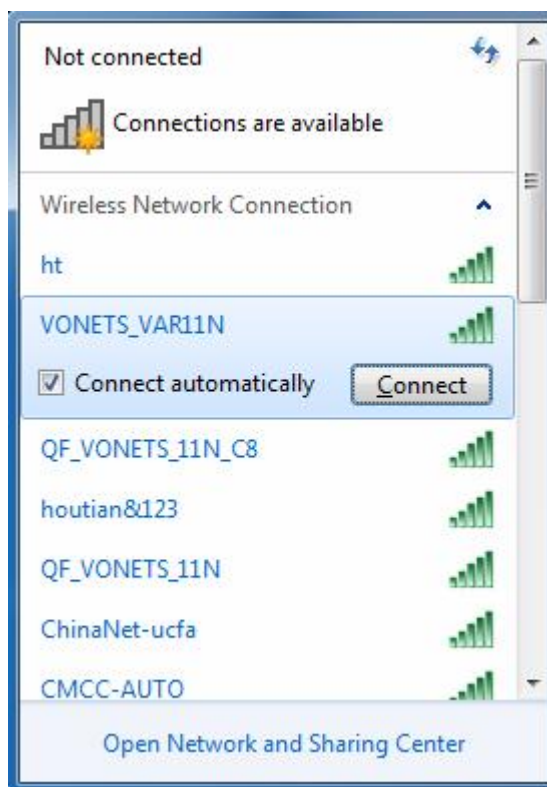 Not connected
Connections are available
Wireless Network Connection
ht
VONETS_VAR11N
Connect automatically Connect
QF_VONETS_11N_C8
houtian&123
QF_VONETS_11N
ChinaNet-ucfa
CMCC-AUTO
Open Network and Sharing Center